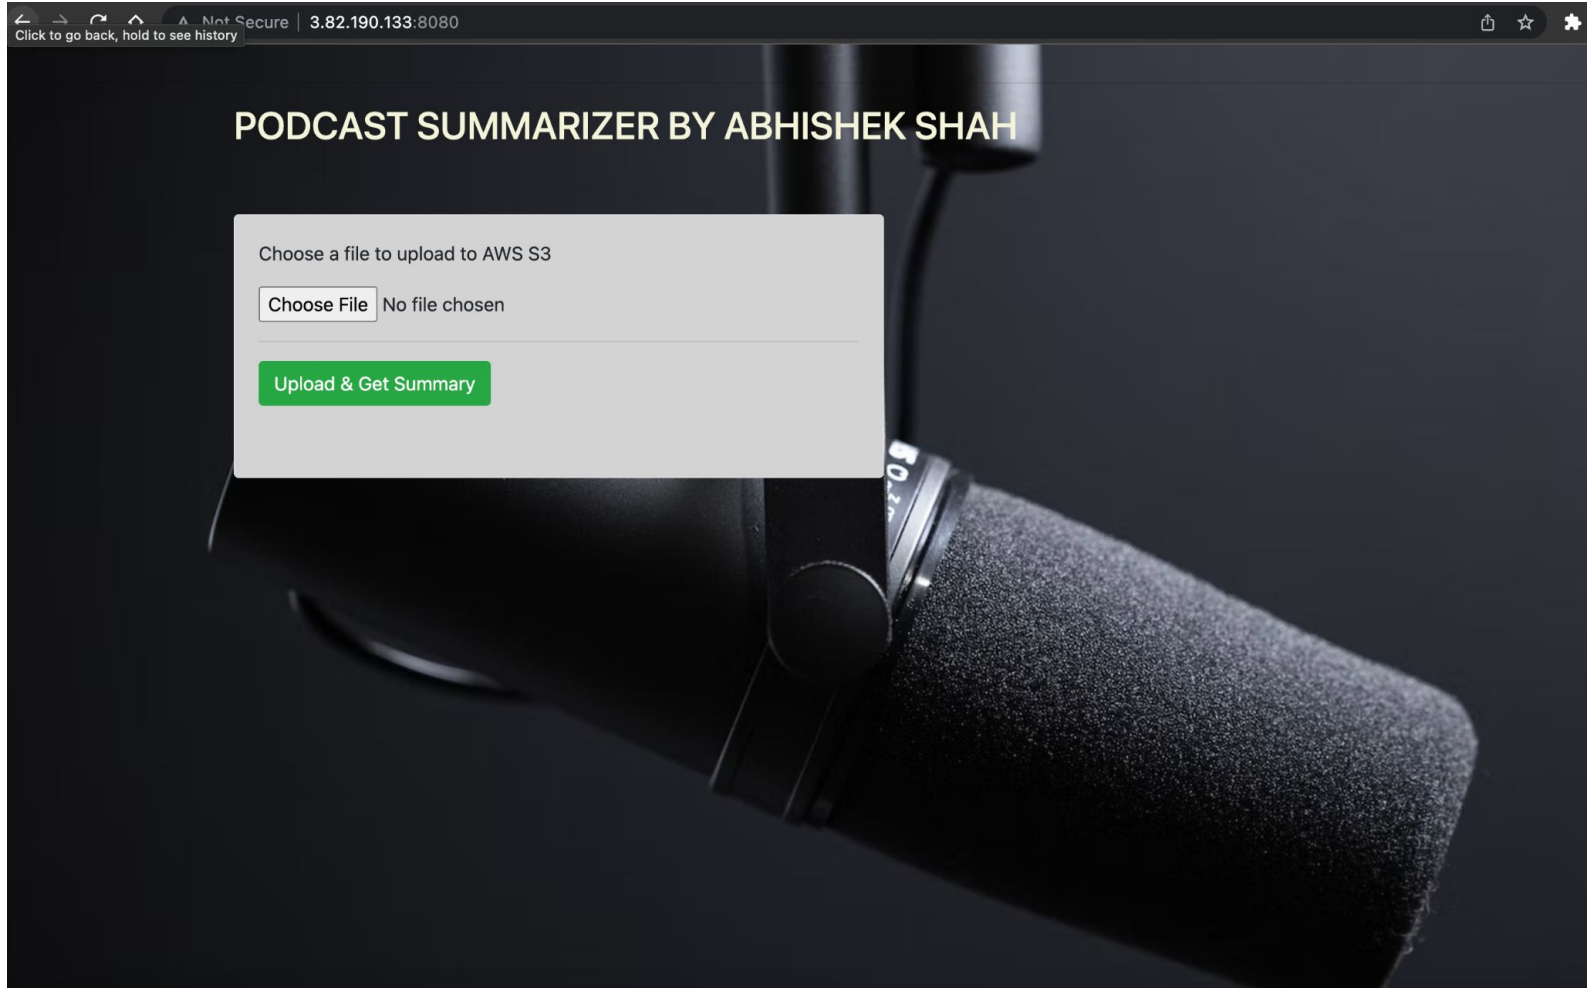 Not Secure | 3.82.190.133:8080
Click to go back, hold to see history
PODCAST SUMMARIZER BY ABHISHEK SHAH
Choose a file to upload to AWS S3
Choose File No file chosen
Upload & Get Summary